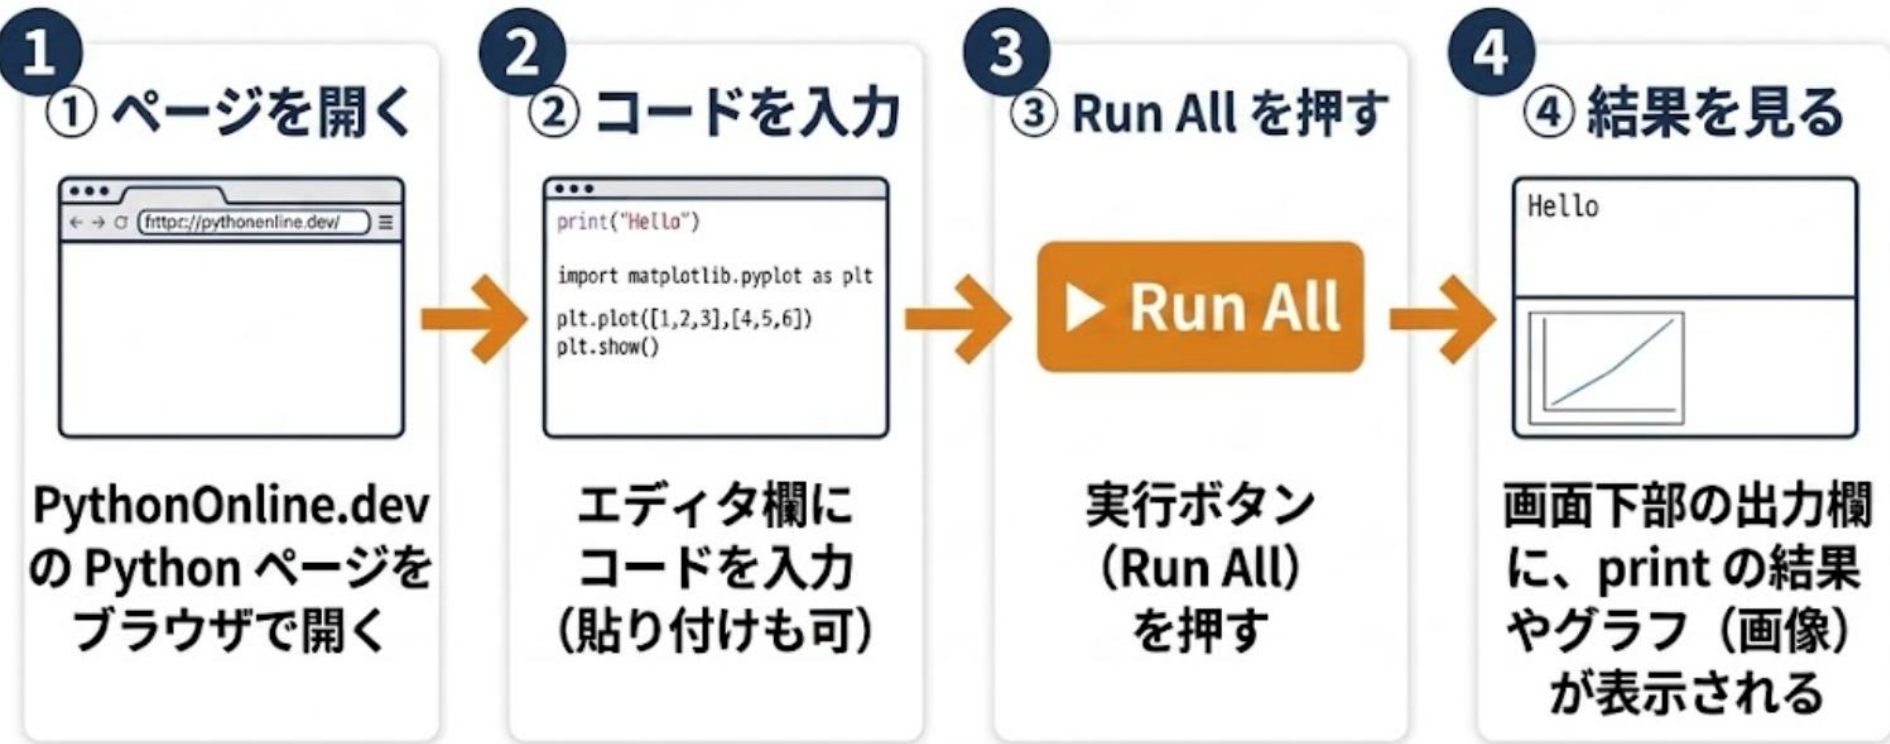 1
① ページを開く
frttpc://pythonenline.dev/
PythonOnline.dev
の Python ページを
ブラウザで開く
2
② コードを入力
print("Hello")
import matplotlib.pyplot as plt
plt.plot([1,2,3],[4,5,6])
plt.show()
エディタ欄に
コードを入力
（貼り付けも可）
3
③ Run All を押す
▶ Run All
実行ボタン
（Run All）
を押す
4
④ 結果を見る
Hello
画面下部の出力欄
に、print の結果
やグラフ（画像）
が表示される